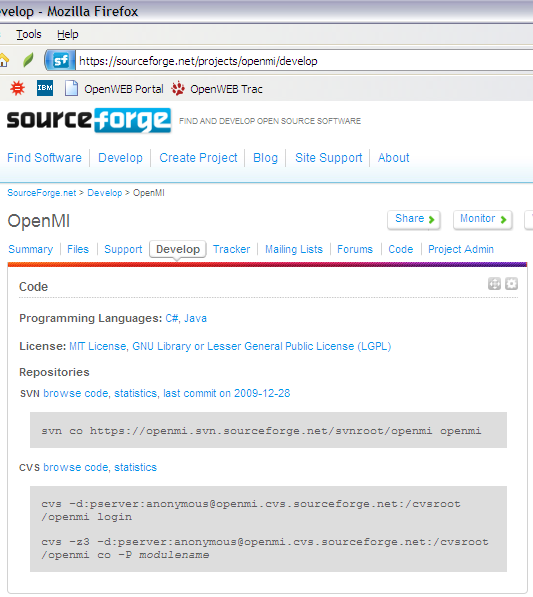 evelop - Mozilla Firefox
Tools Help
sf https://sourceforge.net/projects/openmi/develop
IBM OpenWEB Portal OpenWEB Trac
sourceforge FIND AND DEVELOP OPEN SOURCE SOFTWARE
Find Software Develop Create Project Blog Site Support About
SourceForge.net > Develop > OpenMI
OpenMI Share Monitor
Summary Files Support Develop Tracker Mailing Lists Forums Code Project Admin
Code
Programming Languages: C#, Java
License: MIT License, GNU Library or Lesser General Public License (LGPL)
Repositories
SVN browse code, statistics, last commit on 2009-12-28
svn co https://openmi.svn.sourceforge.net/svnroot/openmi openmi
CVS browse code, statistics
cvs -d:pserver:anonymous@openmi.cvs.sourceforge.net:/cvsroot
/openmi login
cvs -z3 -d:pserver:anonymous@openmi.cvs.sourceforge.net:/cvsroot
/openmi co -P modulename